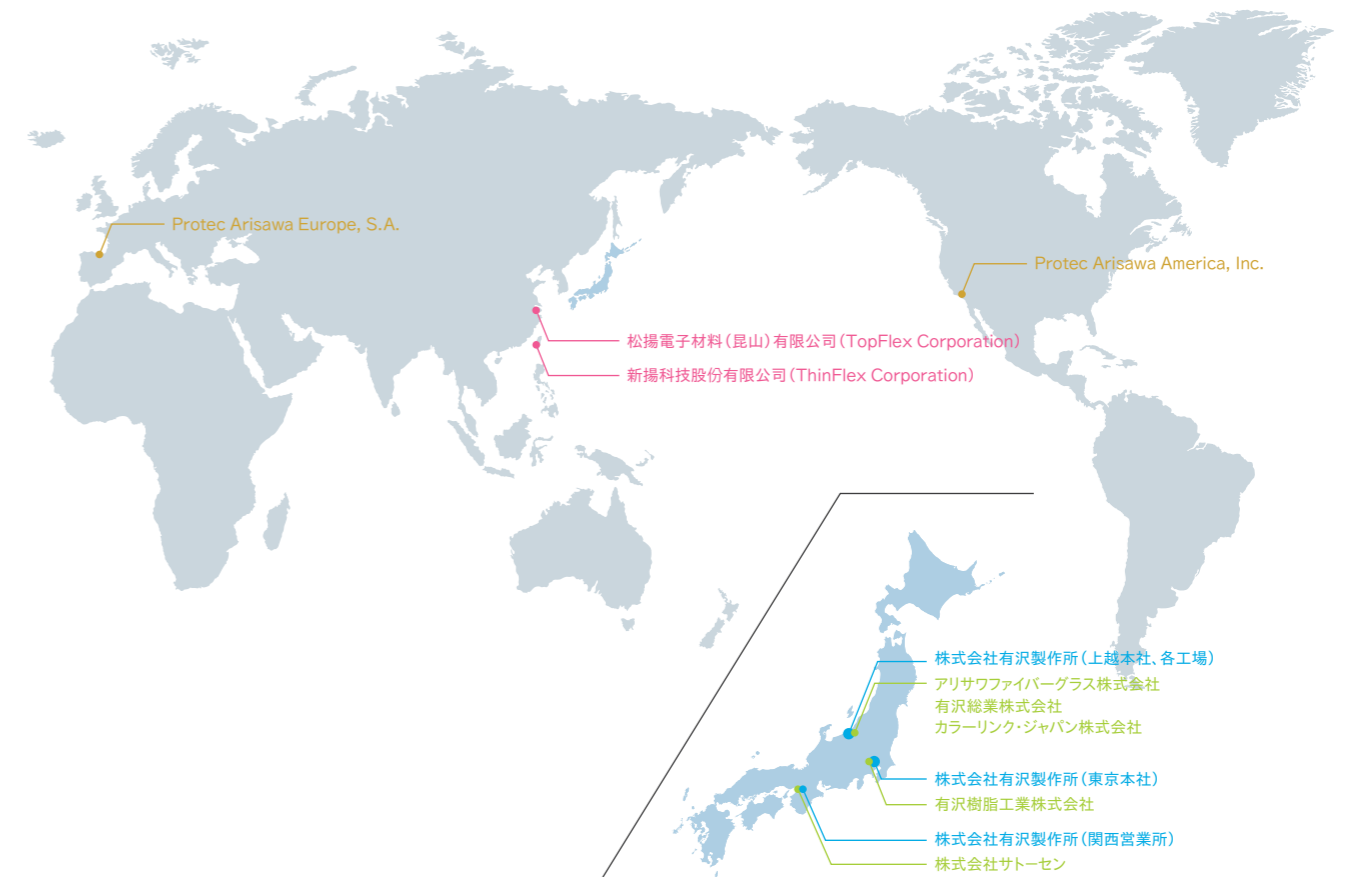 Protec Arisawa Europe, S.A.
Protec Arisawa America, Inc.
松揚電子材料(昆山)有限公司(TopFlex Corporation)
新揚科技股份有限公司(ThinFlex Corporation)
株式会社有沢製作所(上越本社、各工場)
アリサワファイバーグラス株式会社
有沢総業株式会社
カラーリンク・ジャパン株式会社
株式会社有沢製作所(東京本社)
有沢樹脂工業株式会社
株式会社有沢製作所(関西営業所)
株式会社サトーセン